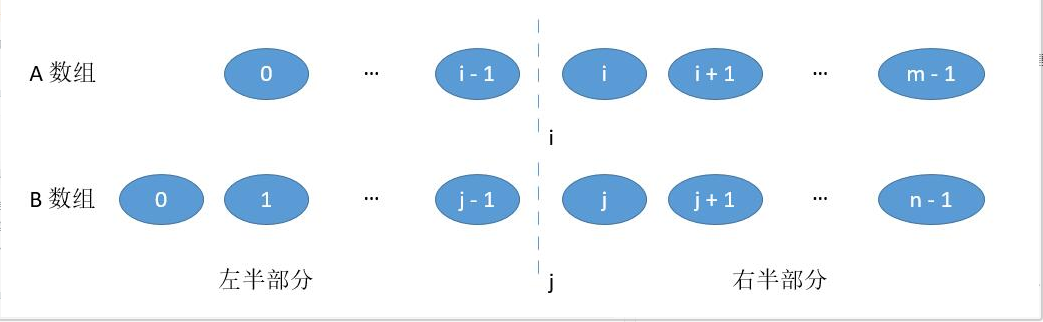 A 数组 0 ... i - 1 i i + 1 ... m - 1
i
B 数组 0 1 ... j - 1 j j + 1 ... n - 1
左半部分 j 右半部分